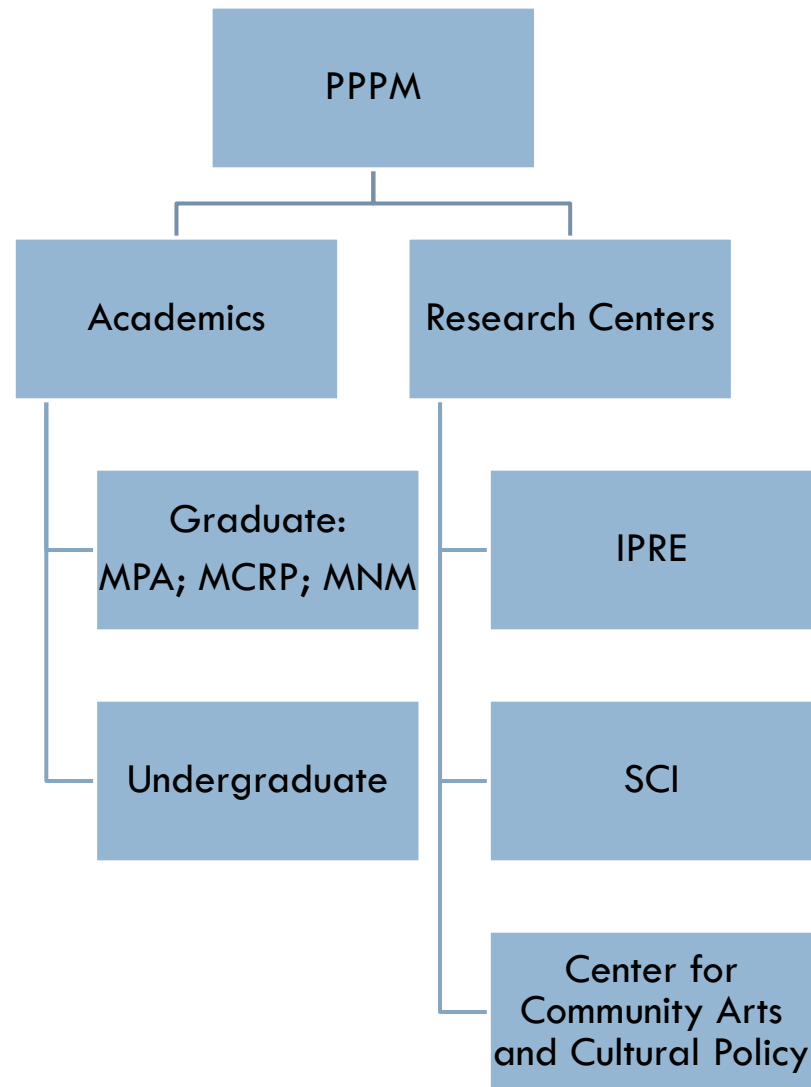 PPPM
Academics
Research Centers
Graduate:
MPA; MCRP; MNM
IPRE
Undergraduate
SCI
Center for
Community Arts
and Cultural Policy